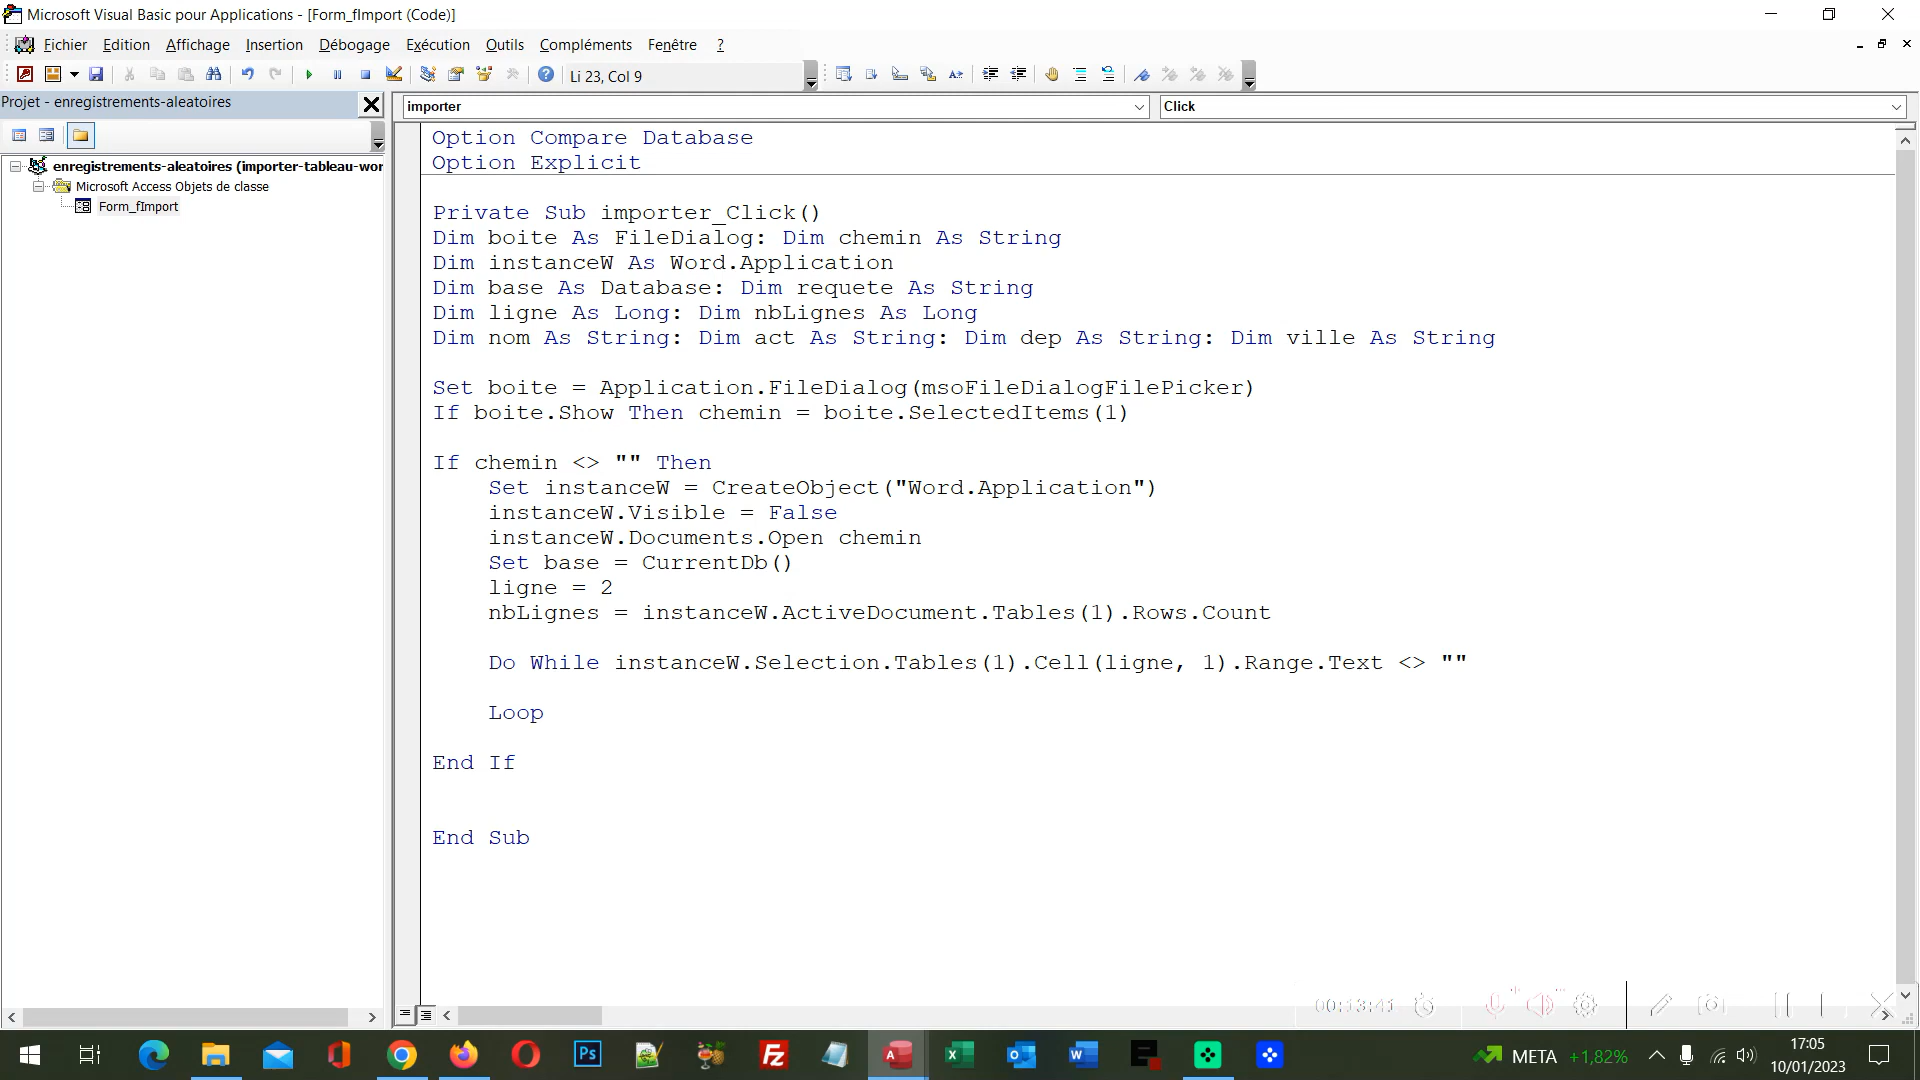 Microsoft Visual Basic pour Applications - [Form_fImport (Code)]
Fichier Edition Affichage Insertion Débogage Exécution Outils Compléments Fenêtre ?
Li 23, Col 9
Projet - enregistrements-aleatoires
importer
Click
enregistrements-aleatoires (importer-tableau-wor
Microsoft Access Objets de classe
Form_fImport
Option Compare Database
Option Explicit
Private Sub importer_Click()
Dim boite As FileDialog: Dim chemin As String
Dim instanceW As Word.Application
Dim base As Database: Dim requete As String
Dim ligne As Long: Dim nbLignes As Long
Dim nom As String: Dim act As String: Dim dep As String: Dim ville As String
Set boite = Application.FileDialog(msoFileDialogFilePicker)
If boite.Show Then chemin = boite.SelectedItems(1)
If chemin <> "" Then
Set instanceW = CreateObject("Word.Application")
instanceW.Visible = False
instanceW.Documents.Open chemin
Set base = CurrentDb()
ligne = 2
nbLignes = instanceW.ActiveDocument.Tables(1).Rows.Count
Do While instanceW.Selection.Tables(1).Cell(ligne, 1).Range.Text <> ""
Loop
End If
End Sub
00:13:41
Ps
Fz
A
X
W
META +1,82%
17:05
10/01/2023